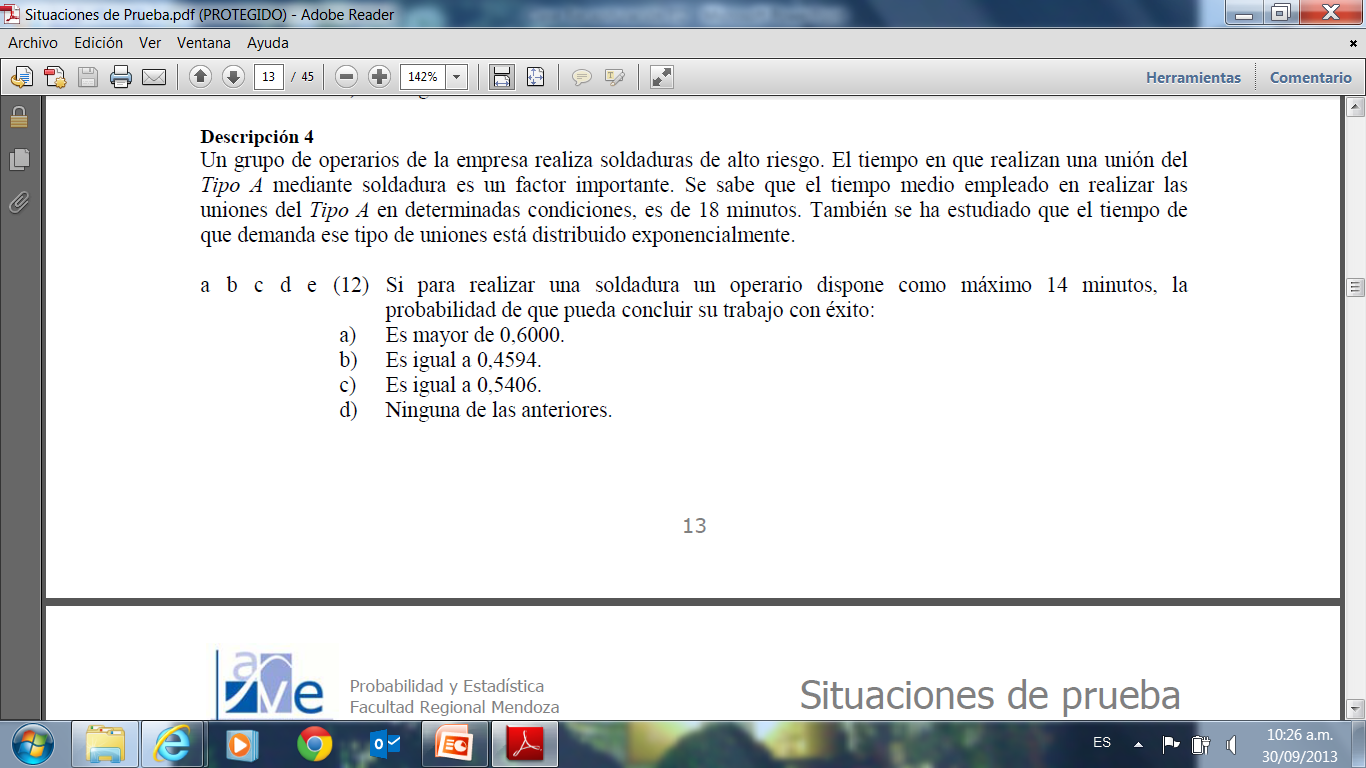 Situaciones de Prueba.pdf (PROTEGIDO) - Adobe Reader
Archivo Edición Ver Ventana Ayuda
13 / 45 142% Herramientas Comentario
Descripción 4
Un grupo de operarios de la empresa realiza soldaduras de alto riesgo. El tiempo en que realizan una unión del
Tipo A mediante soldadura es un factor importante. Se sabe que el tiempo medio empleado en realizar las
uniones del Tipo A en determinadas condiciones, es de 18 minutos. También se ha estudiado que el tiempo de
que demanda ese tipo de uniones está distribuido exponencialmente.
a b c d e (12) Si para realizar una soldadura un operario dispone como máximo 14 minutos, la
probabilidad de que pueda concluir su trabajo con éxito:
a) Es mayor de 0,6000.
b) Es igual a 0,4594.
c) Es igual a 0,5406.
d) Ninguna de las anteriores.
13
Probabilidad y Estadística
Facultad Regional Mendoza
Situaciones de prueba
ES
10:26 a.m.
30/09/2013